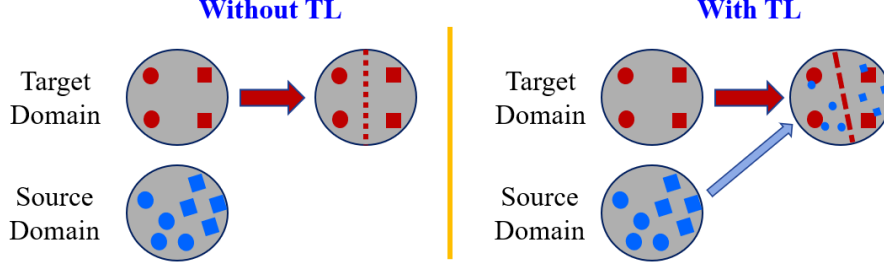 Without TL
Target
Domain
Source
Domain
With TL
Target
Domain
Source
Domain